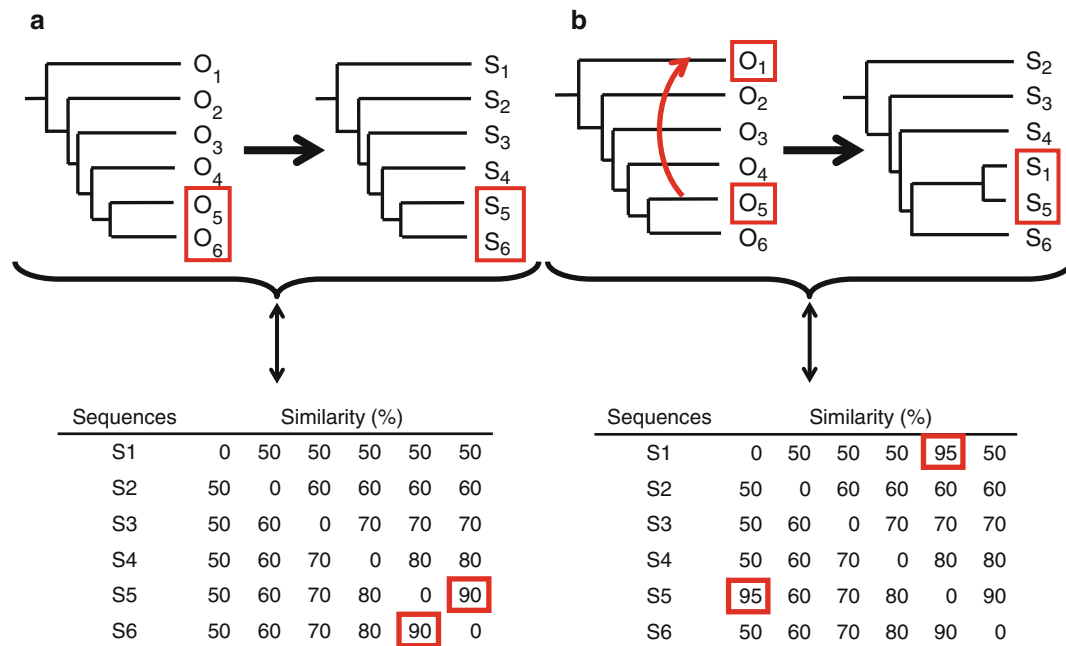 a
O1
O2
O3
O4
O5
O6
S1
S2
S3
S4
S5
S6
Sequences Similarity (%)
S1 0 50 50 50 50 50
S2 50 0 60 60 60 60
S3 50 60 0 70 70 70
S4 50 60 70 0 80 80
S5 50 60 70 80 0 90
S6 50 60 70 80 90 0
b
O1
O2
O3
O4
O5
O6
S2
S3
S4
S1
S5
S6
Sequences Similarity (%)
S1 0 50 50 50 95 50
S2 50 0 60 60 60 60
S3 50 60 0 70 70 70
S4 50 60 70 0 80 80
S5 95 60 70 80 0 90
S6 50 60 70 80 90 0